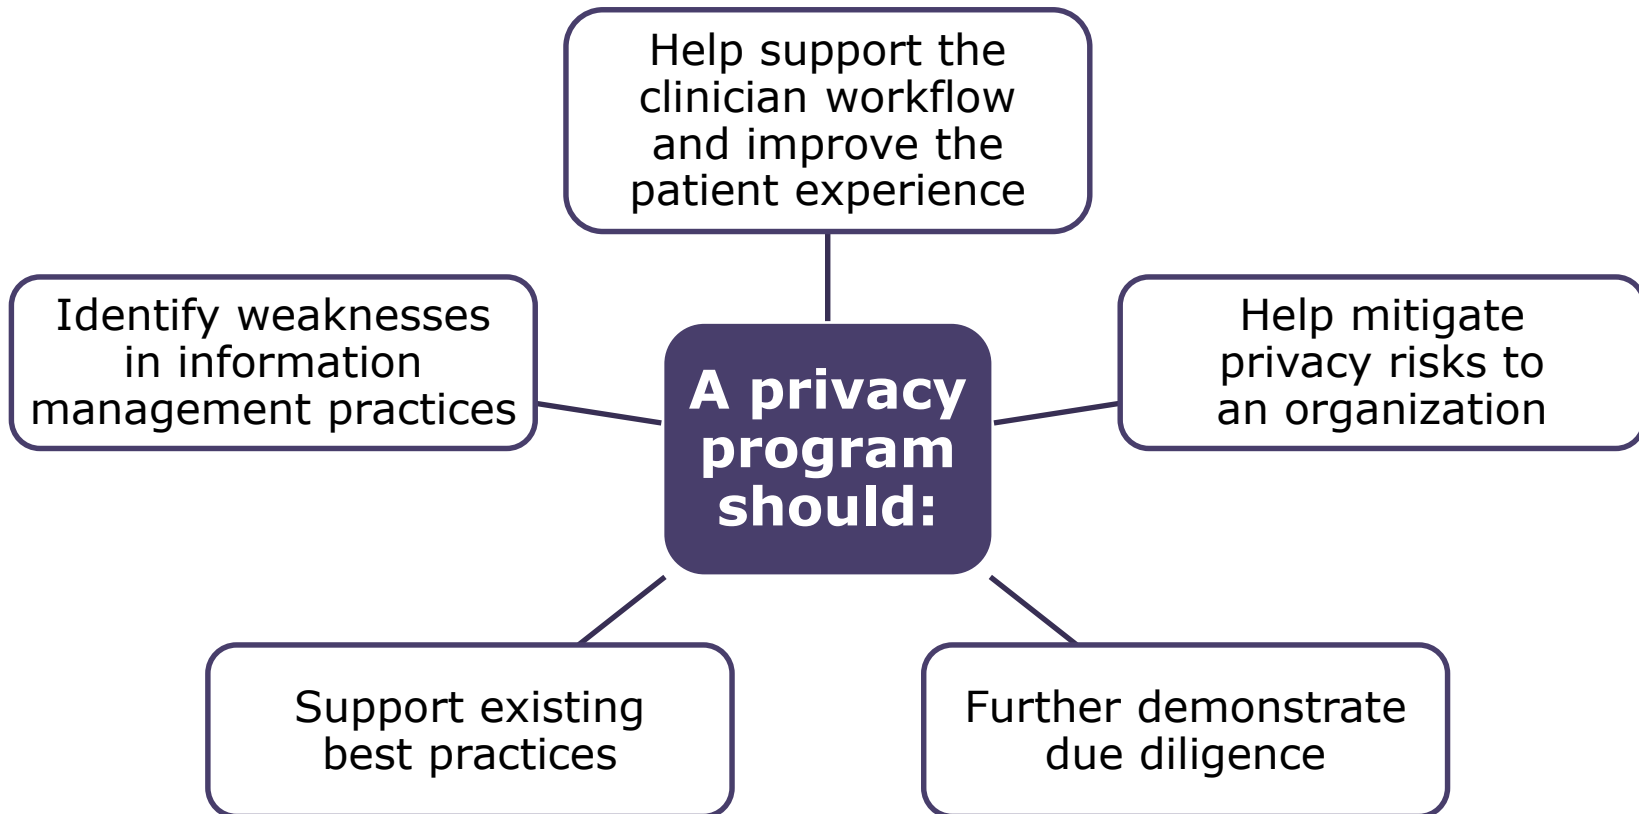 Help support the
clinician workflow
and improve the
patient experience
Identify weaknesses
in information
management practices
Help mitigate
privacy risks to
an organization
A privacy
program
should:
Support existing
best practices
Further demonstrate
due diligence